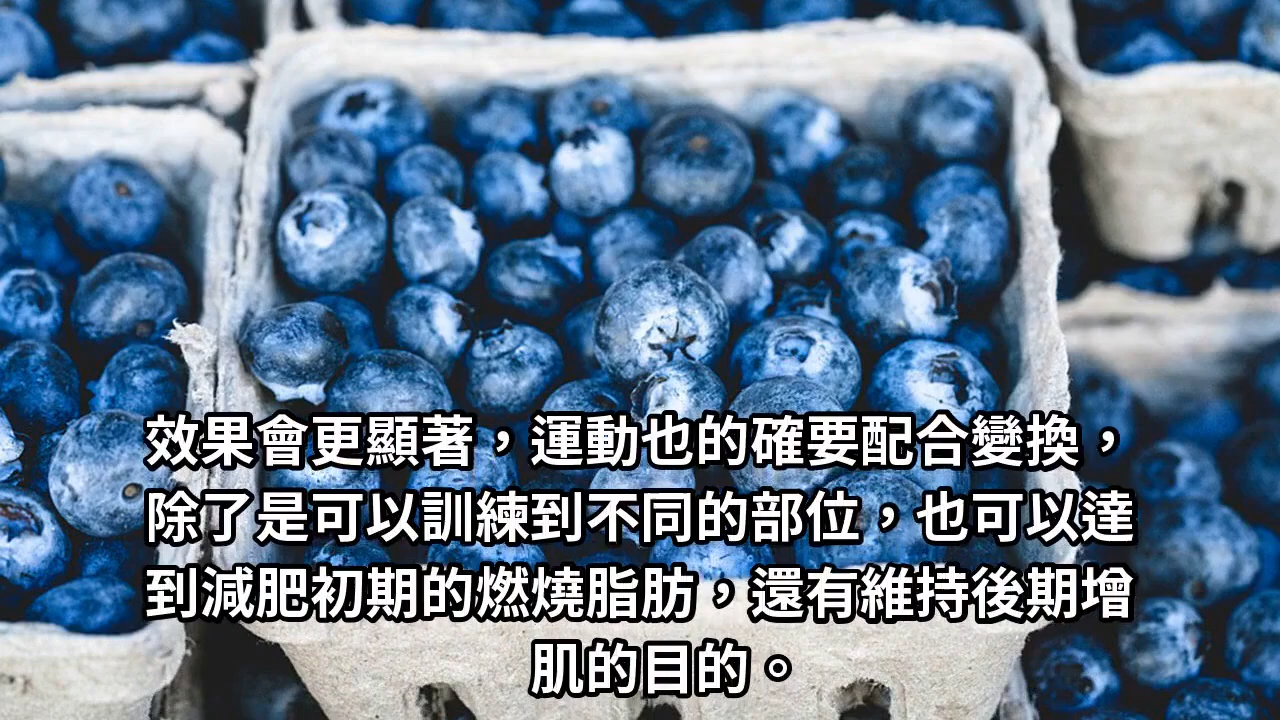 效果會更顯著，運動也的確要配合變換，
除了是可以訓練到不同的部位，也可以達
到減肥初期的燃燒脂肪，還有維持後期增
肌的目的。